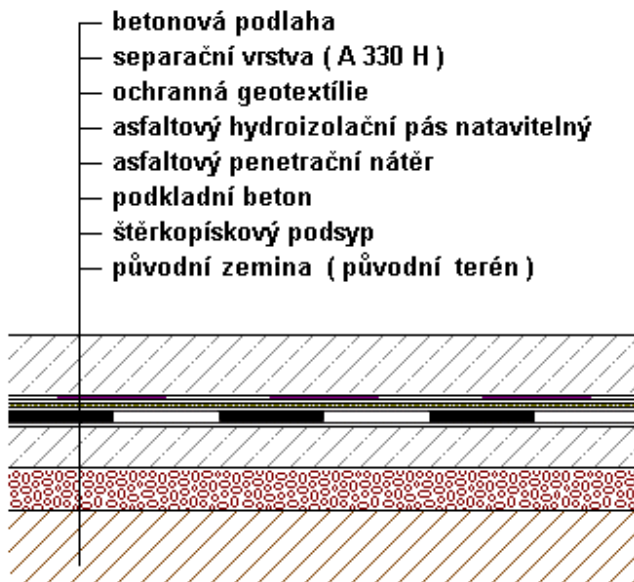 betonová podlaha
separační vrstva ( A 330 H )
ochranná geotextílie
asfaltový hydroizolační pás natavitelný
asfaltový penetrační nátěr
podkladní beton
štěrkopískový podsyp
původní zemina ( původní terén )